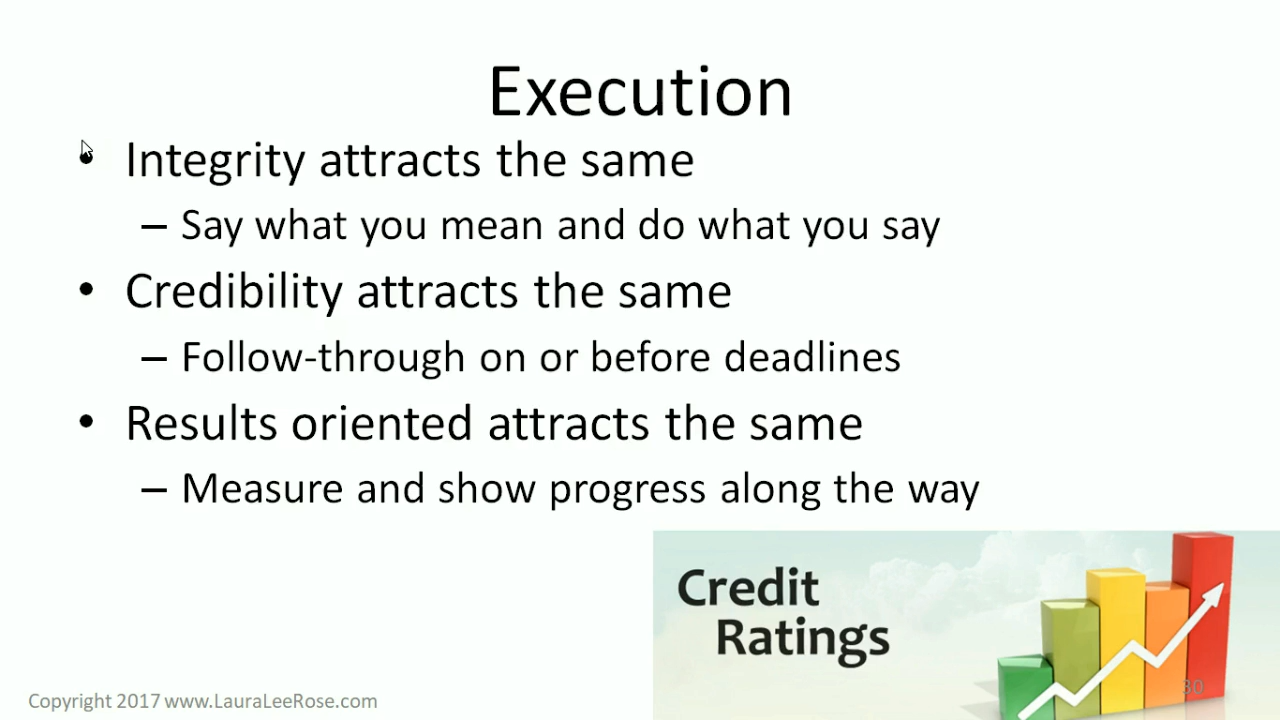 Execution
• Integrity attracts the same
– Say what you mean and do what you say
• Credibility attracts the same
– Follow-through on or before deadlines
• Results oriented attracts the same
– Measure and show progress along the way
Credit
Ratings
Copyright 2017 www.LauraLeeRose.com
30